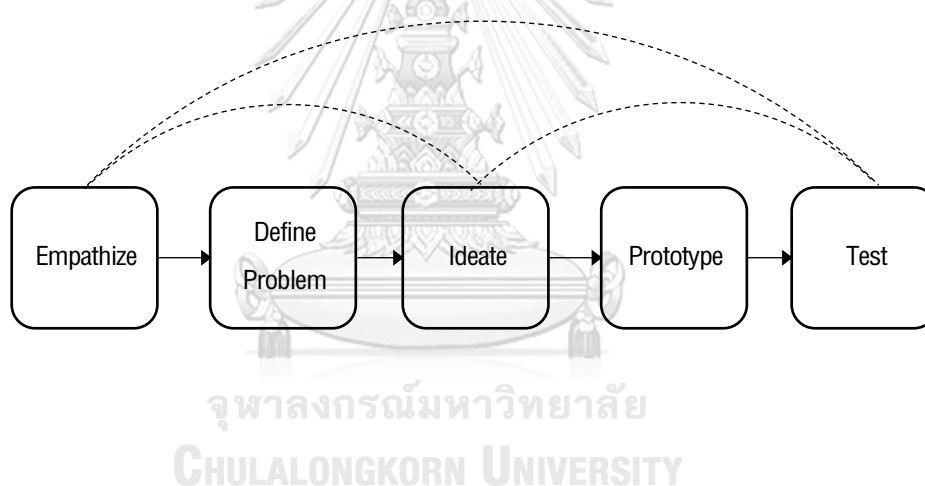 Empathize
Define
Problem
Ideate
Prototype
Test
จุฬาลงกรณ์มหาวิทยาลัย
CHULALONGKORN UNIVERSITY